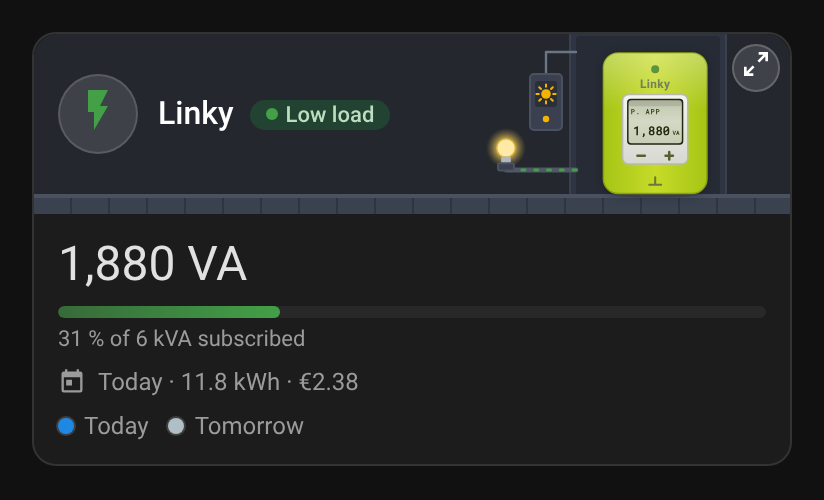 Linky
Low load
Linky
P. APP
1,880 VA
1,880 VA
31 % of 6 kVA subscribed
Today · 11.8 kWh · €2.38
Today
Tomorrow